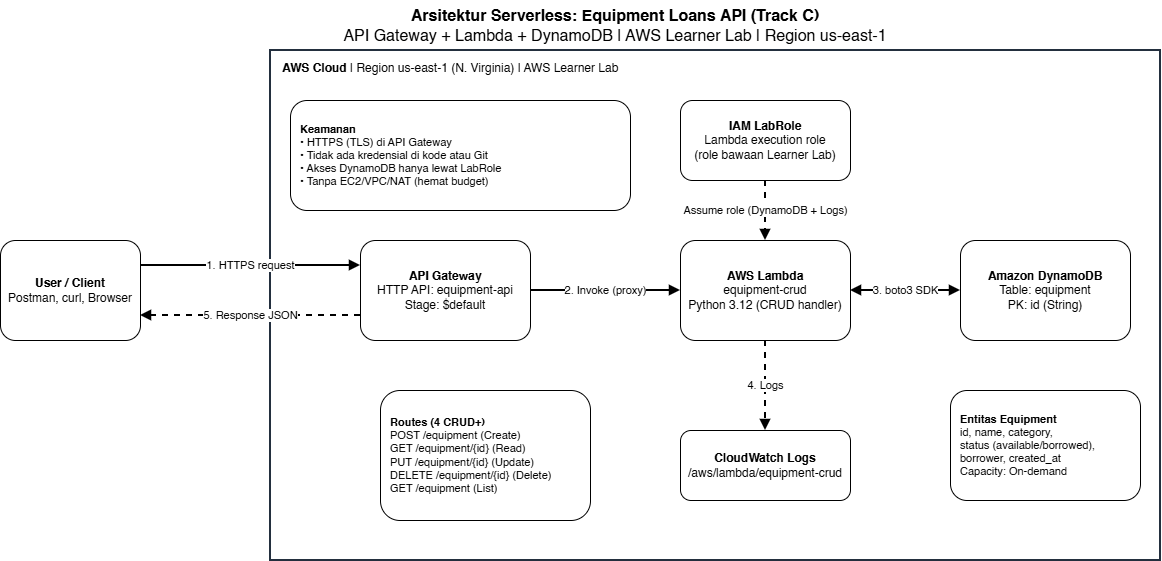 Arsitektur Serverless: Equipment Loans API (Track C)
API Gateway + Lambda + DynamoDB | AWS Learner Lab | Region us-east-1
AWS Cloud | Region us-east-1 (N. Virginia) | AWS Learner Lab
Keamanan
• HTTPS (TLS) di API Gateway
• Tidak ada kredensial di kode atau Git
• Akses DynamoDB hanya lewat LabRole
• Tanpa EC2/VPC/NAT (hemat budget)
IAM LabRole
Lambda execution role
(role bawaan Learner Lab)
Assume role (DynamoDB + Logs)
User / Client
Postman, curl, Browser
1. HTTPS request
5. Response JSON
API Gateway
HTTP API: equipment-api
Stage: $default
2. Invoke (proxy)
AWS Lambda
equipment-crud
Python 3.12 (CRUD handler)
3. boto3 SDK
Amazon DynamoDB
Table: equipment
PK: id (String)
4. Logs
Routes (4 CRUD+)
POST /equipment (Create)
GET /equipment/{id} (Read)
PUT /equipment/{id} (Update)
DELETE /equipment/{id} (Delete)
GET /equipment (List)
CloudWatch Logs
/aws/lambda/equipment-crud
Entitas Equipment
id, name, category,
status (available/borrowed),
borrower, created_at
Capacity: On-demand